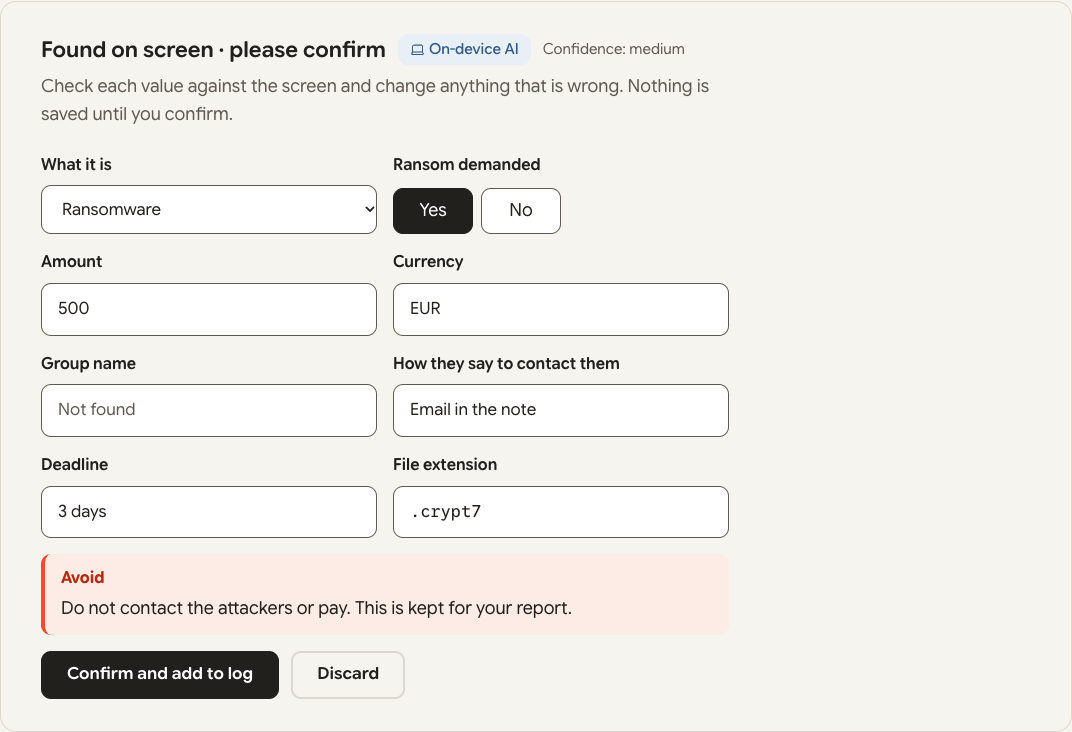 Found on screen · please confirm On-device AI Confidence: medium
Check each value against the screen and change anything that is wrong. Nothing is
saved until you confirm.
What it is Ransom demanded
Ransomware Yes No
Amount Currency
500 EUR
Group name How they say to contact them
Not found Email in the note
Deadline File extension
3 days .crypt7
Avoid
Do not contact the attackers or pay. This is kept for your report.
Confirm and add to log Discard